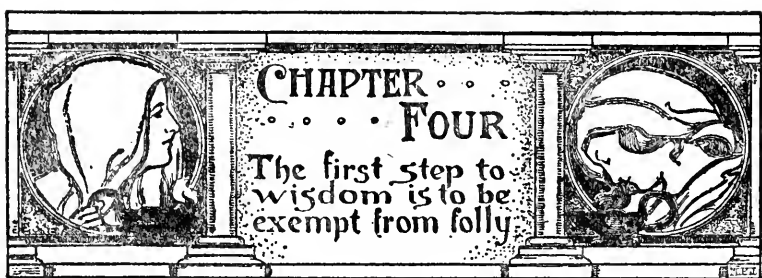 CHAPTER
FOUR
The first step to
wisdom is to be
exempt from folly